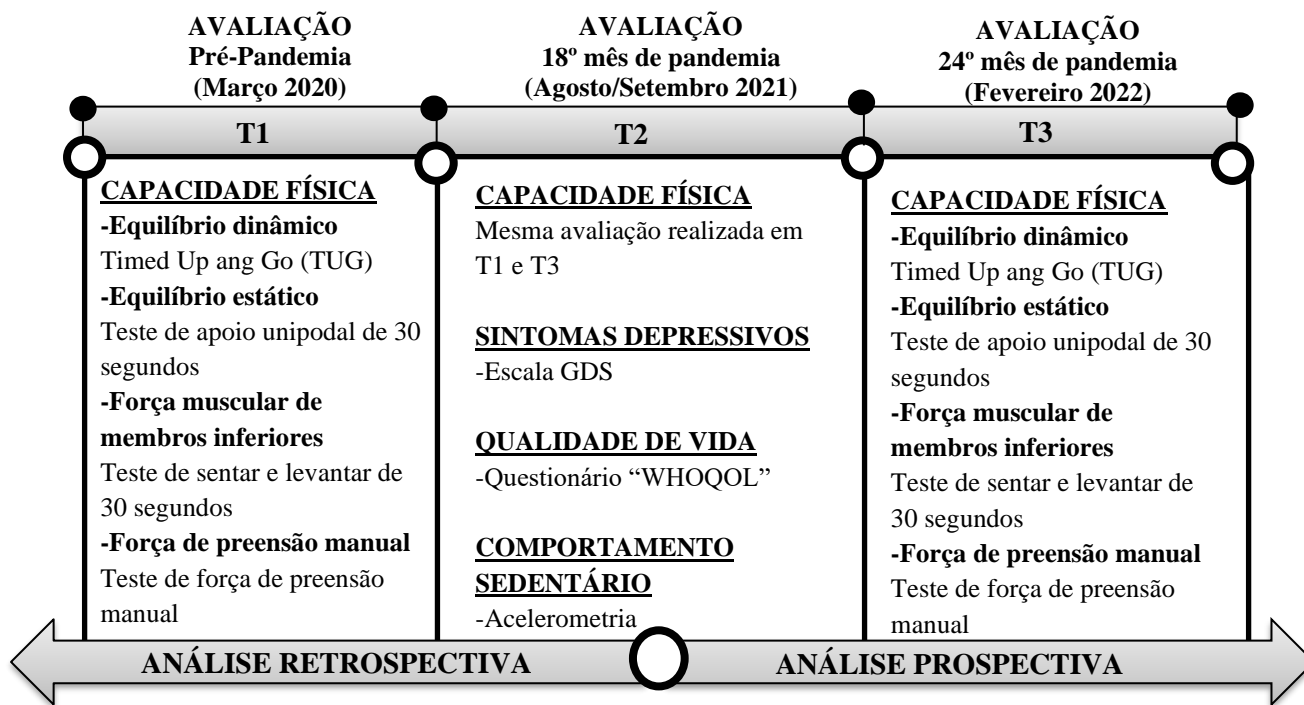 AVALIAÇÃO
Pré-Pandemia
(Março 2020)
AVALIAÇÃO
18º mês de pandemia
(Agosto/Setembro 2021)
AVALIAÇÃO
24º mês de pandemia
(Fevereiro 2022)
T1
T2
T3
CAPACIDADE FÍSICA
-Equilíbrio dinâmico
Timed Up ang Go (TUG)
-Equilíbrio estático
Teste de apoio unipodal de 30
segundos
-Força muscular de
membros inferiores
Teste de sentar e levantar de
30 segundos
-Força de preensão manual
Teste de força de preensão
manual
CAPACIDADE FÍSICA
Mesma avaliação realizada em
T1 e T3
SINTOMAS DEPRESSIVOS
-Escala GDS
QUALIDADE DE VIDA
-Questionário “WHOQOL”
COMPORTAMENTO
SEDENTÁRIO
-Acelerometria
CAPACIDADE FÍSICA
-Equilíbrio dinâmico
Timed Up ang Go (TUG)
-Equilíbrio estático
Teste de apoio unipodal de 30
segundos
-Força muscular de
membros inferiores
Teste de sentar e levantar de
30 segundos
-Força de preensão manual
Teste de força de preensão
manual
ANÁLISE RETROSPECTIVA
ANÁLISE PROSPECTIVA